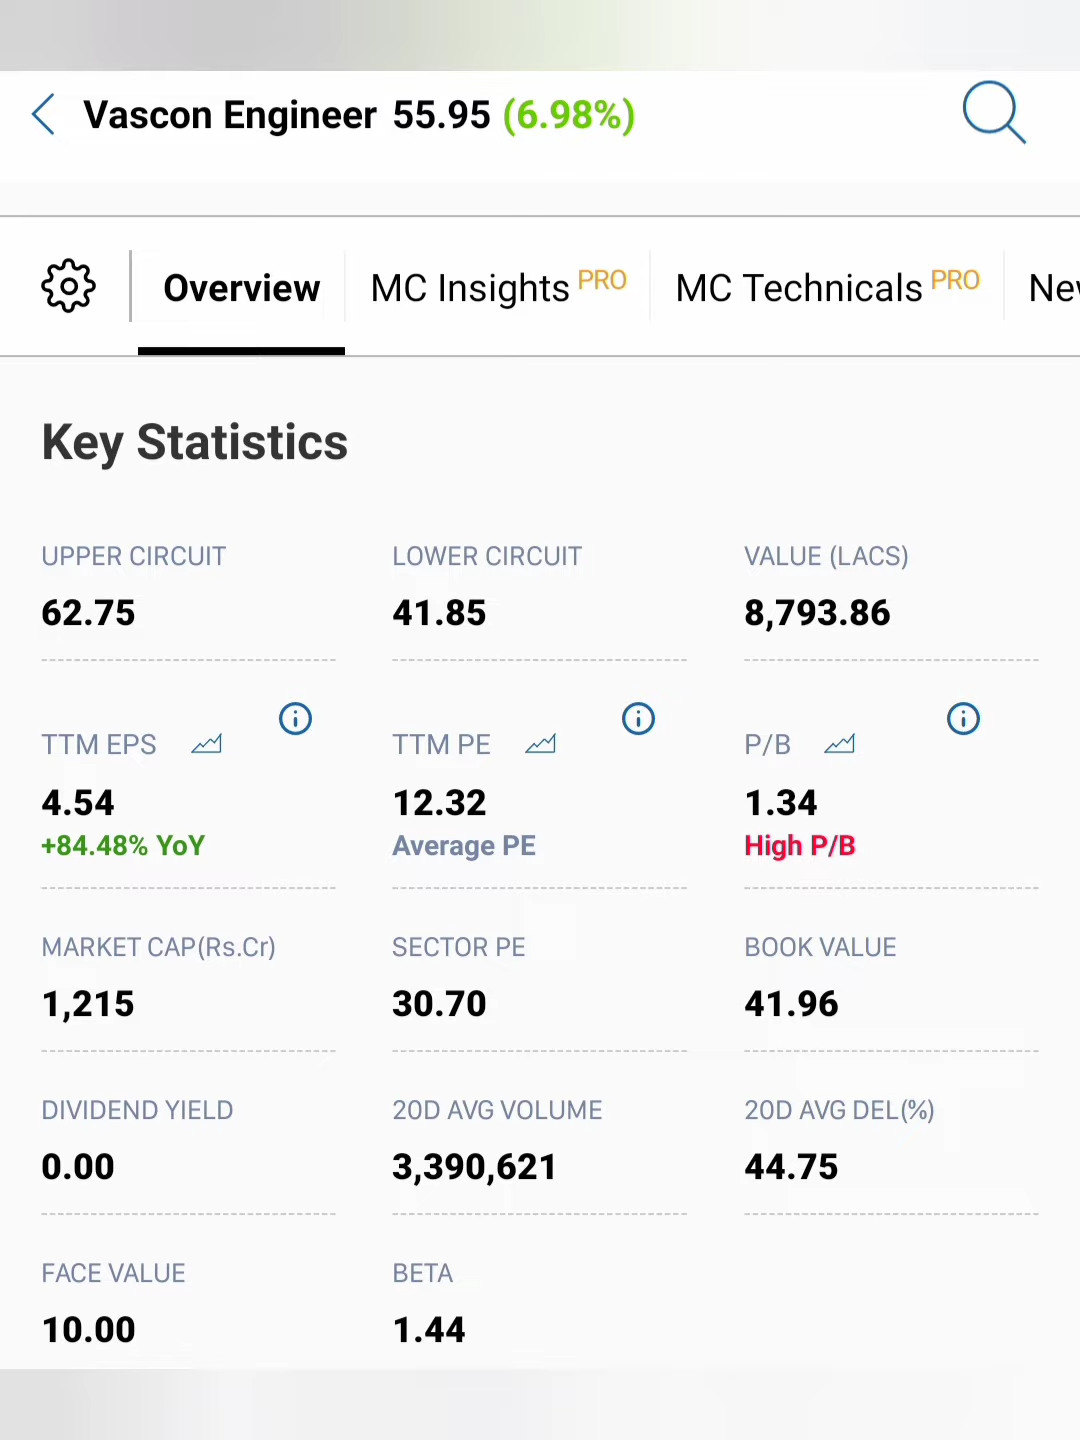 Vascon Engineer 55.95 (6.98%)
Overview MC Insights PRO MC Technicals PRO
Key Statistics
UPPER CIRCUIT LOWER CIRCUIT VALUE (LACS)
62.75 41.85 8,793.86
TTM EPS TTM PE P/B
4.54 12.32 1.34
+84.48% YoY Average PE High P/B
MARKET CAP(Rs.Cr) SECTOR PE BOOK VALUE
1,215 30.70 41.96
DIVIDEND YIELD 20D AVG VOLUME 20D AVG DEL(%)
0.00 3,390,621 44.75
FACE VALUE BETA
10.00 1.44